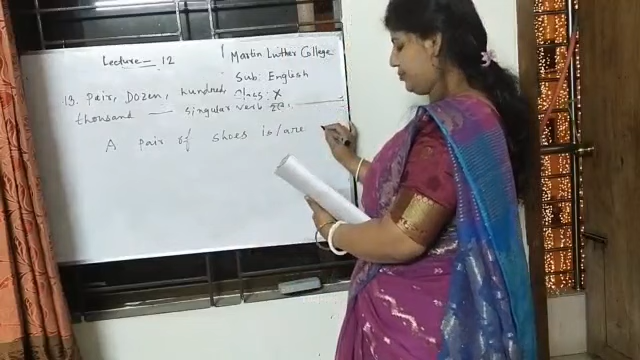 Lecture - 12
Martin Luther College
Sub: English
Class: X
13. Pair, Dozen, hundred,
thousand — singular verb হবে।
A pair of shoes is/are